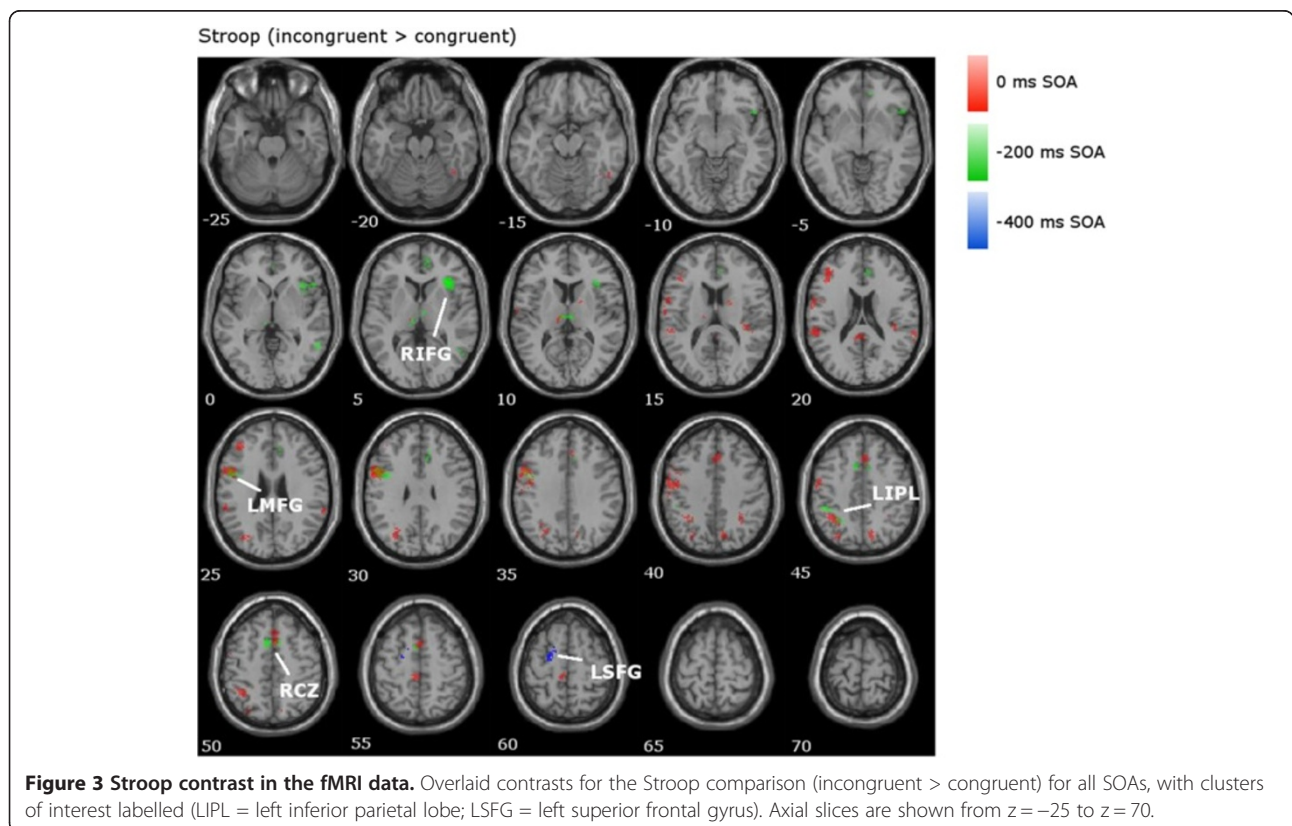 Stroop (incongruent > congruent)
0 ms SOA
-200 ms SOA
-400 ms SOA
-25
-20
-15
-10
-5
RIFG
0
5
10
15
20
LMFG
LIPL
25
30
35
40
45
RCZ
LSFG
50
55
60
65
70
Figure 3 Stroop contrast in the fMRI data. Overlaid contrasts for the Stroop comparison (incongruent > congruent) for all SOAs, with clusters
of interest labelled (LIPL = left inferior parietal lobe; LSFG = left superior frontal gyrus). Axial slices are shown from z = −25 to z = 70.